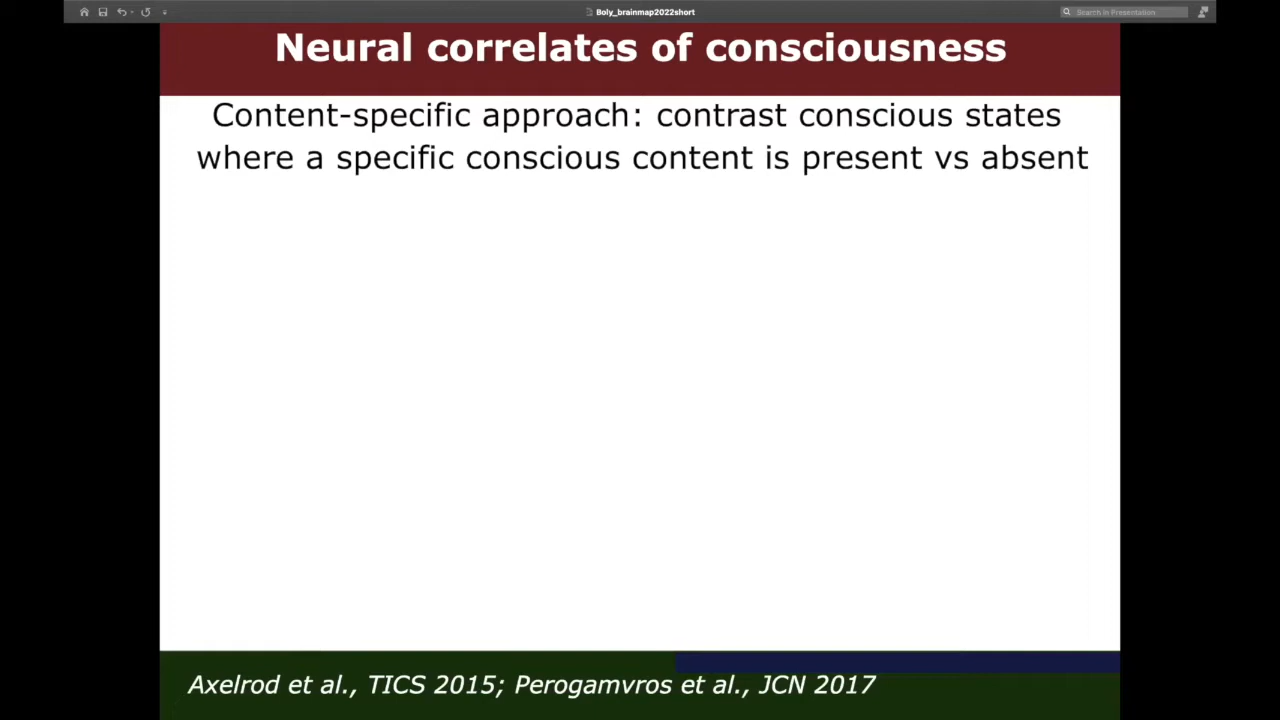 Boly_brainmap2022short
Search in Presentation
Neural correlates of consciousness
Content-specific approach: contrast conscious states
where a specific conscious content is present vs absent
Axelrod et al., TICS 2015; Perogamvros et al., JCN 2017